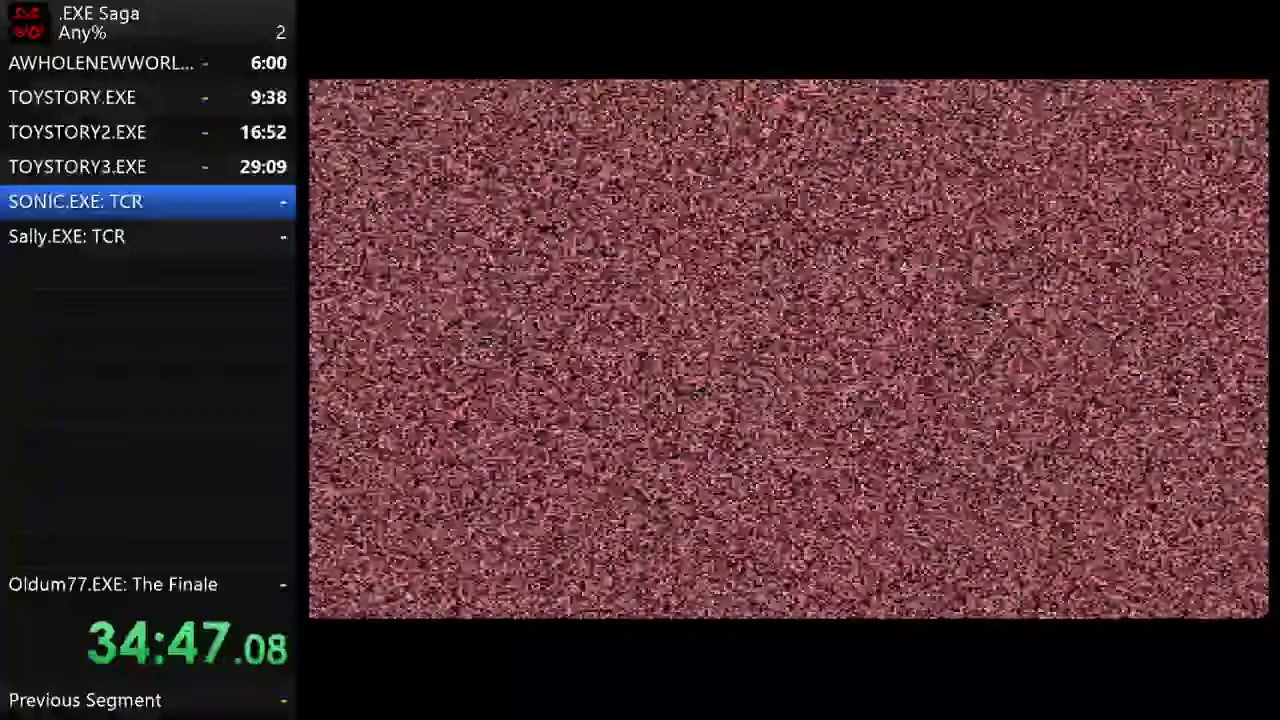 .EXE Saga
Any% 2
AWHOLENEWWORL... - 6:00
TOYSTORY.EXE - 9:38
TOYSTORY2.EXE - 16:52
TOYSTORY3.EXE - 29:09
SONIC.EXE: TCR -
Sally.EXE: TCR -
Oldum77.EXE: The Finale -
34:47.08
Previous Segment -